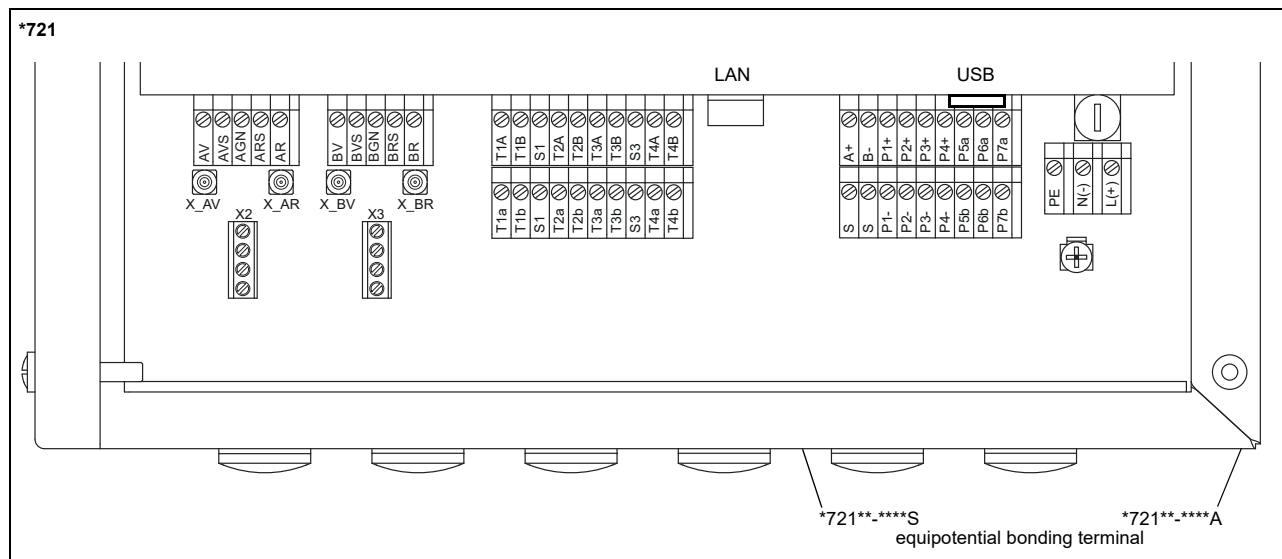 *721
LAN USB
AV AVS AGN ARS AR BV BVS BGN BRS BR T1A T1B S1 T2A T2B T3A T3B S3 T4A T4B A+ B- P1+ P2+ P3+ P4+ P5a P6a P7a
PE N(-) L(+)
X_AV X_AR X_BV X_BR
X2 X3
T1a T1b S1 T2a T2b T3a T3b S3 T4a T4b S S P1- P2- P3- P4- P5b P6b P7b
*721**-****S *721**-****A
equipotential bonding terminal